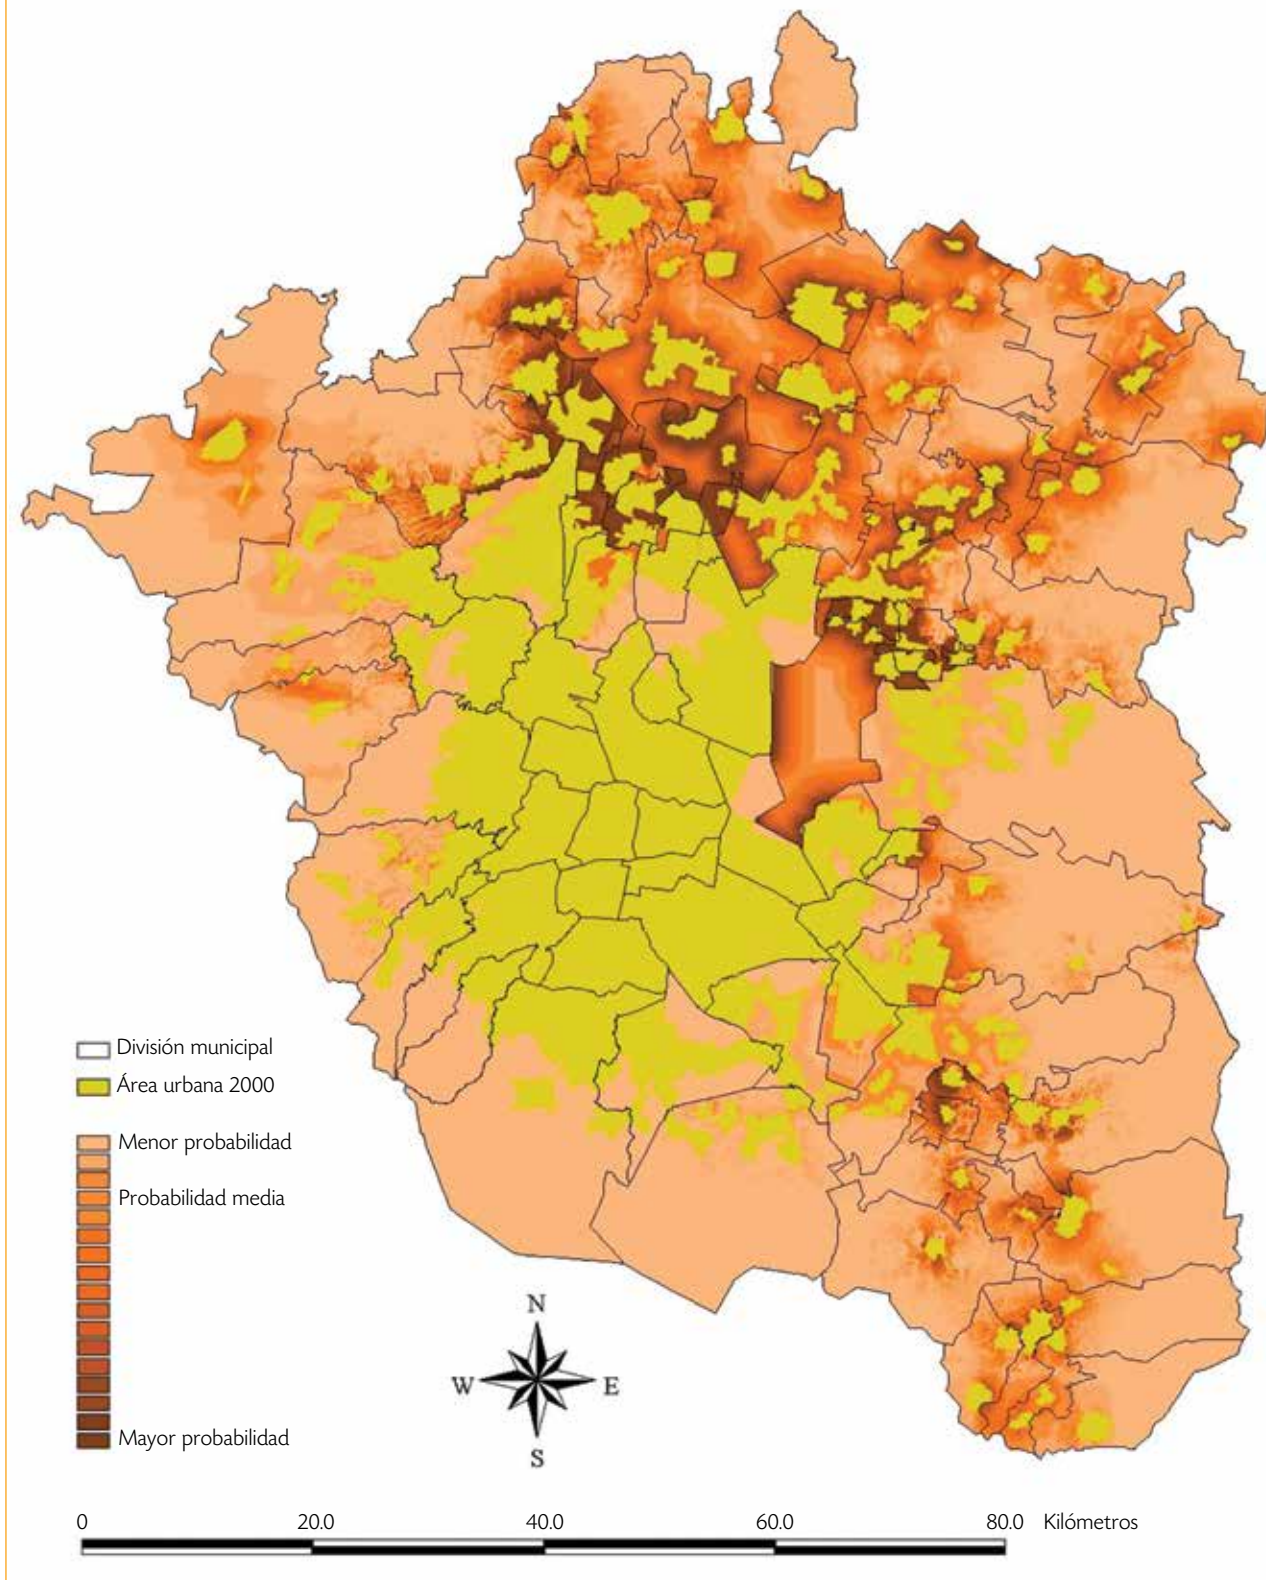 División municipal
Área urbana 2000
Menor probabilidad
Probabilidad media
Mayor probabilidad
N
W E
S
0 20.0 40.0 60.0 80.0 Kilómetros